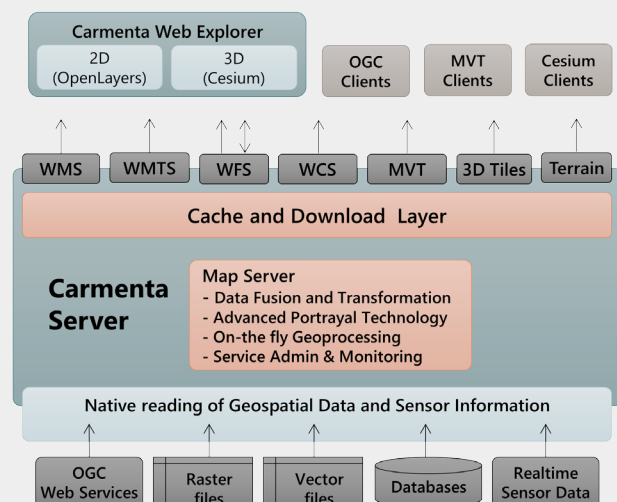 Carmenta Web Explorer
2D
(OpenLayers)
3D
(Cesium)
OGC
Clients
MVT
Clients
Cesium
Clients
WMS
WMTS
WFS
WCS
MVT
3D Tiles
Terrain
Cache and Download Layer
Carmenta
Server
Map Server
- Data Fusion and Transformation
- Advanced Portrayal Technology
- On-the fly Geoprocessing
- Service Admin & Monitoring
Native reading of Geospatial Data and Sensor Information
OGC
Web Services
Raster
files
Vector
files
Databases
Realtime
Sensor Data